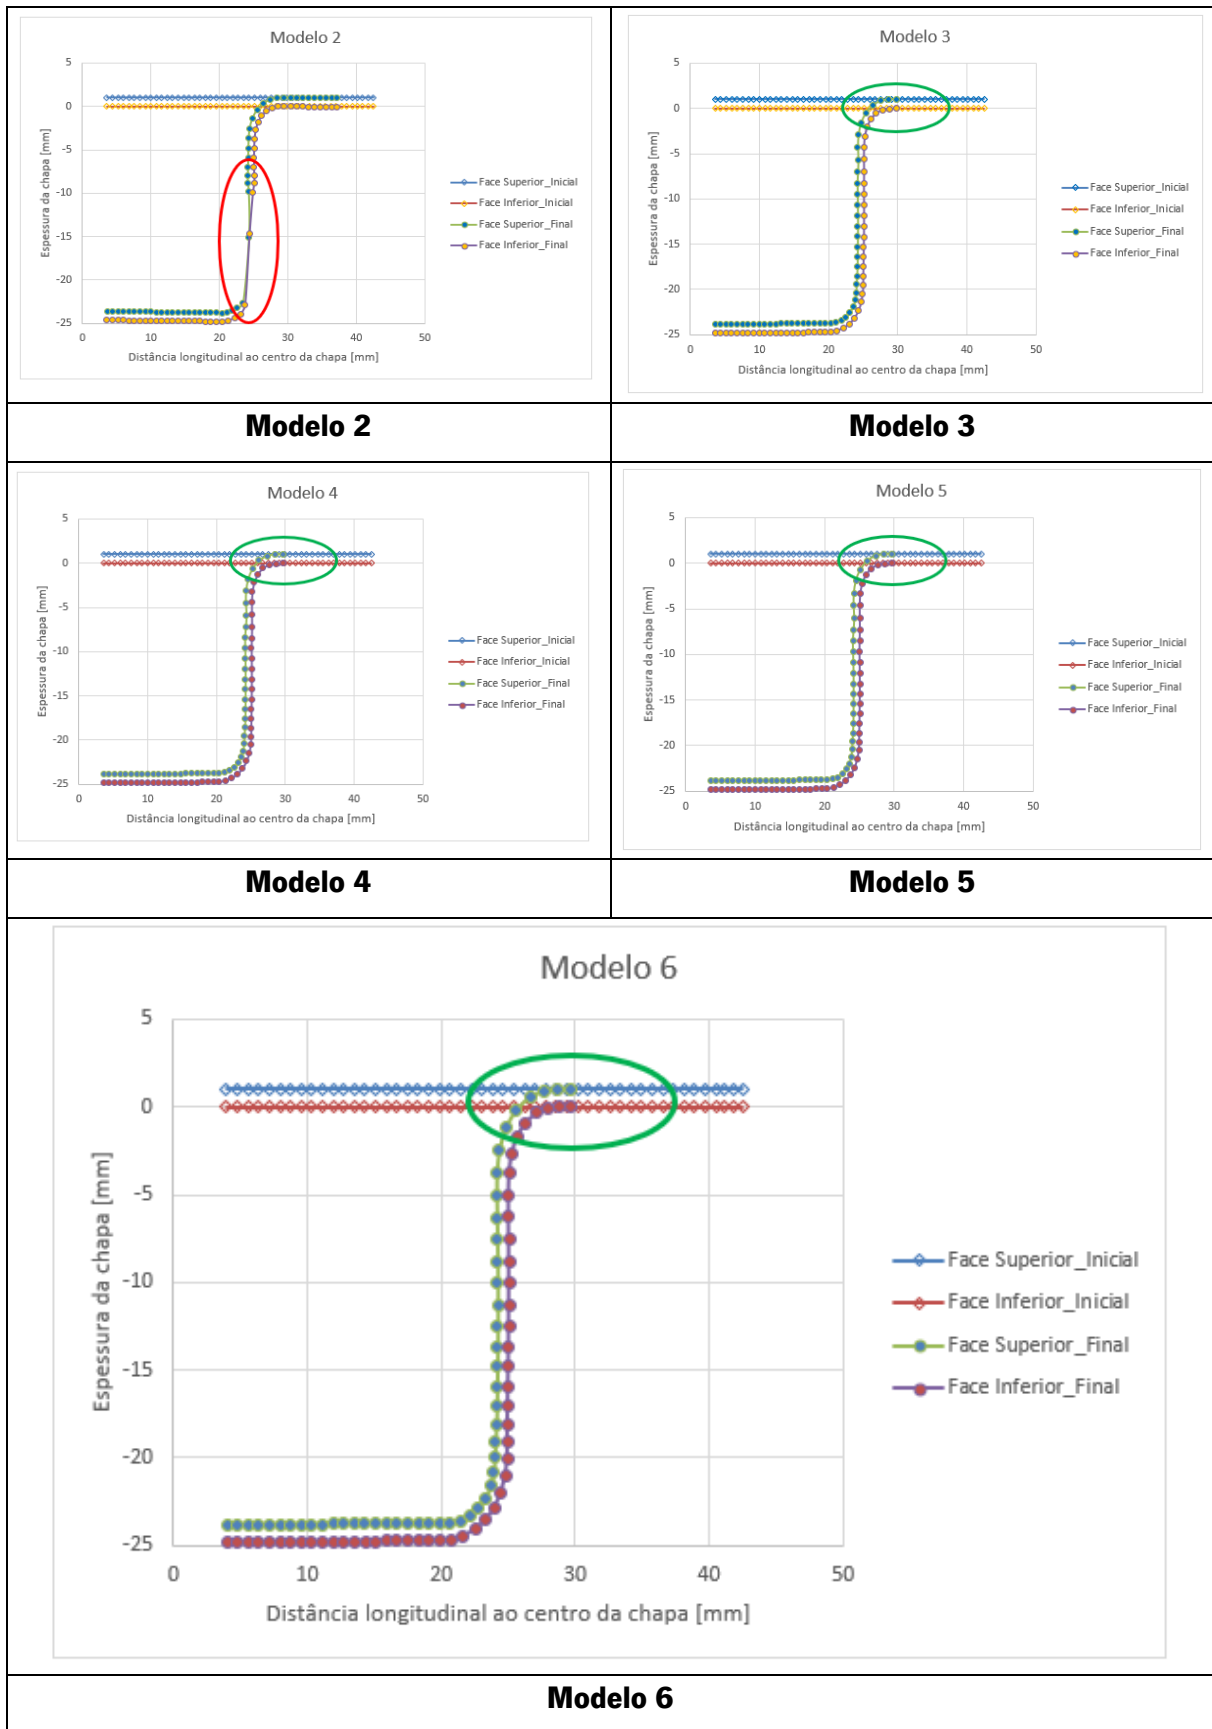 Modelo 2
5
0
-5
-10
-15
-20
-25
0 10 20 30 40 50
Espessura da chapa [mm]
Distância longitudinal ao centro da chapa [mm]
Face Superior_Inicial
Face Inferior_Inicial
Face Superior_Final
Face Inferior_Final
Modelo 3
5
0
-5
-10
-15
-20
-25
0 10 20 30 40 50
Espessura da chapa [mm]
Distância longitudinal ao centro da chapa [mm]
Face Superior_Inicial
Face Inferior_Inicial
Face Superior_Final
Face Inferior_Final
Modelo 2
Modelo 3
Modelo 4
5
0
-5
-10
-15
-20
-25
0 10 20 30 40 50
Espessura da chapa [mm]
Distância longitudinal ao centro da chapa [mm]
Face Superior_Inicial
Face Inferior_Inicial
Face Superior_Final
Face Inferior_Final
Modelo 5
5
0
-5
-10
-15
-20
-25
0 10 20 30 40 50
Espessura da chapa [mm]
Distância longitudinal ao centro da chapa [mm]
Face Superior_Inicial
Face Inferior_Inicial
Face Superior_Final
Face Inferior_Final
Modelo 4
Modelo 5
Modelo 6
5
0
-5
-10
-15
-20
-25
0 10 20 30 40 50
Espessura da chapa [mm]
Distância longitudinal ao centro da chapa [mm]
Face Superior_Inicial
Face Inferior_Inicial
Face Superior_Final
Face Inferior_Final
Modelo 6